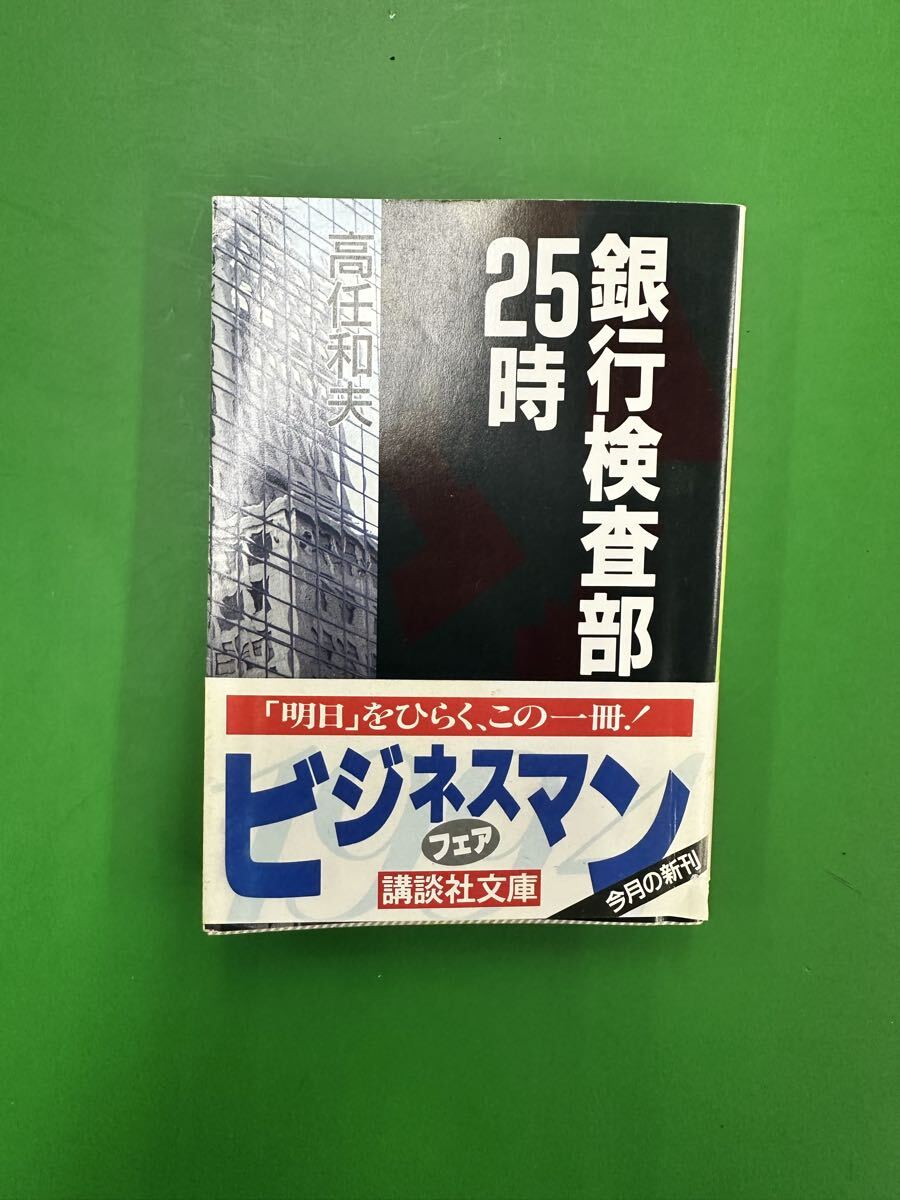 銀行検査部
25時
高任和夫
「明日」をひらく、この一冊!
1994
ビジネスマン
フェア
講談社文庫
今月の新刊